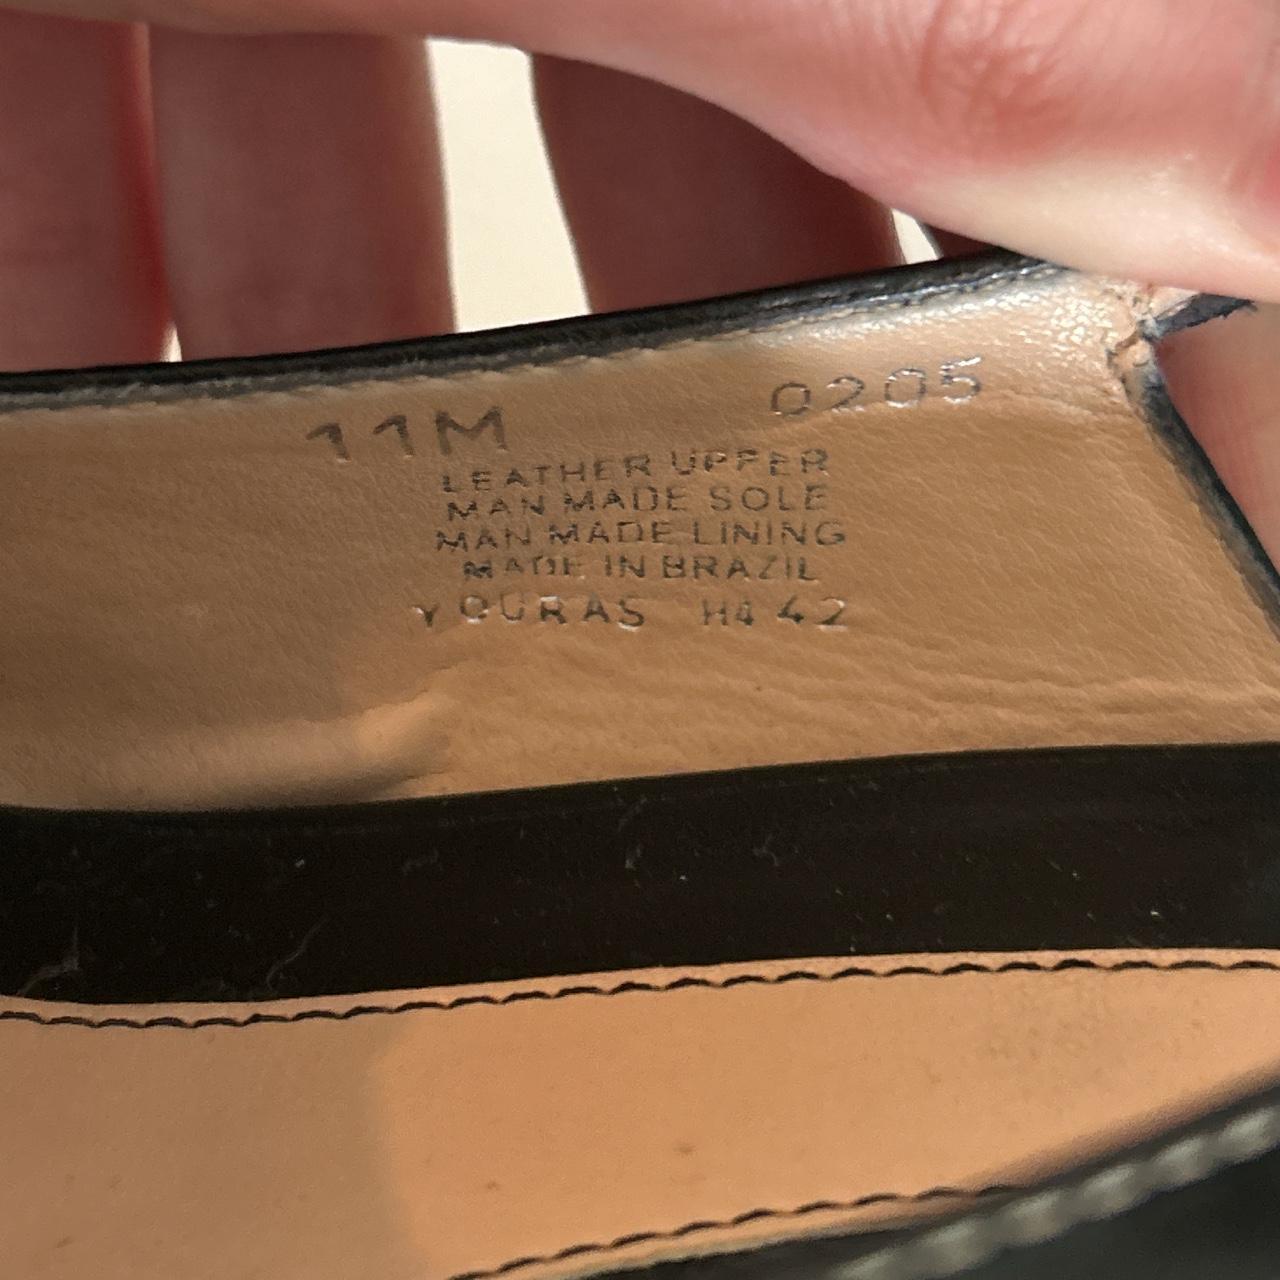 11M 0205
LEATHER UPPER
MAN MADE SOLE
MAN MADE LINING
MADE IN BRAZIL
YOURAS H4 42